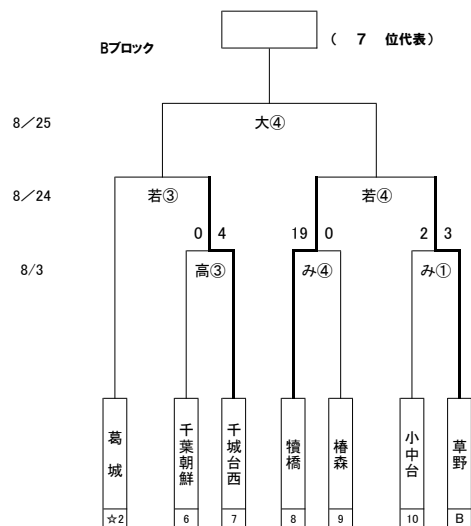 Bブロック
( 7 位代表)
8/25
大④
8/24
若③
若④
0 4
19 0
2 3
8/3
高③
み④
み①
葛城
千葉朝鮮
千城台西
犢橋
椿森
小中台
草野
☆2
6
7
8
9
10
B